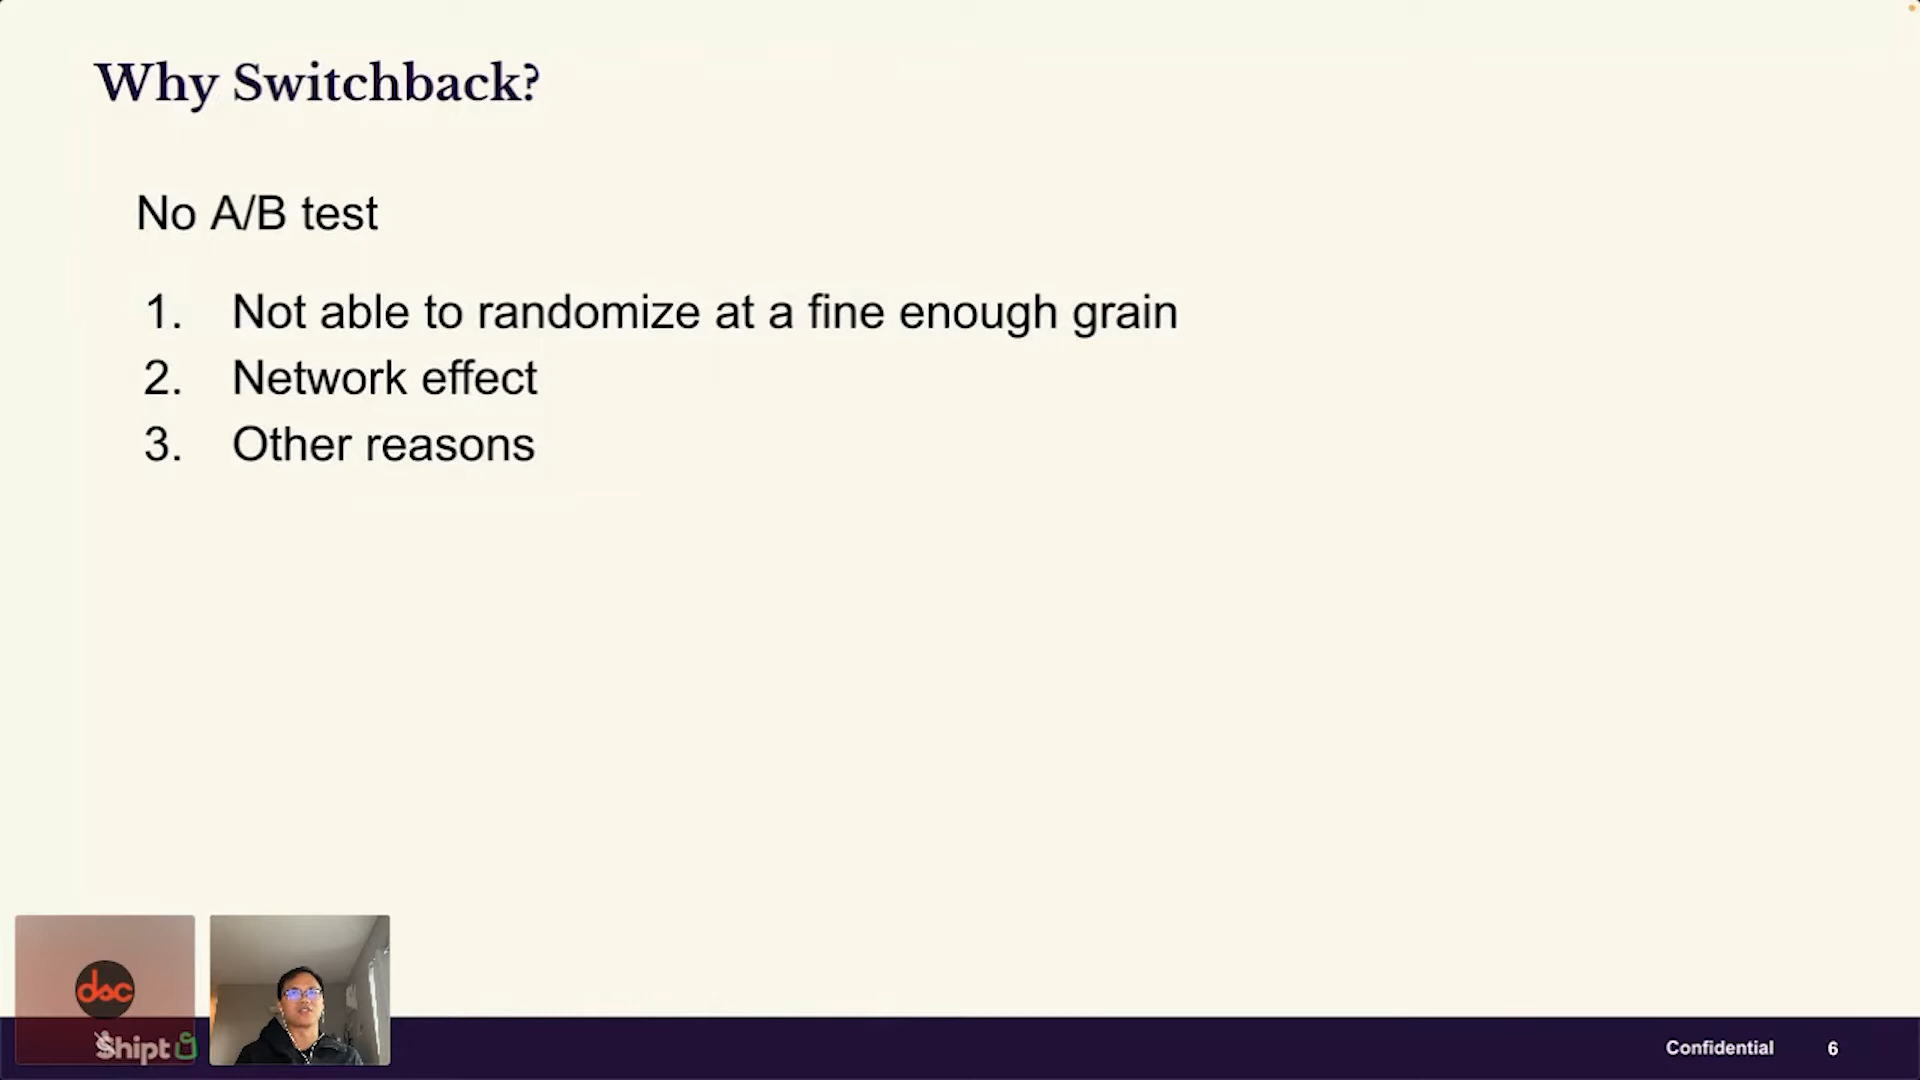 Why Switchback?
No A/B test
1. Not able to randomize at a fine enough grain
2. Network effect
3. Other reasons
dsc
Shipt
Confidential 6